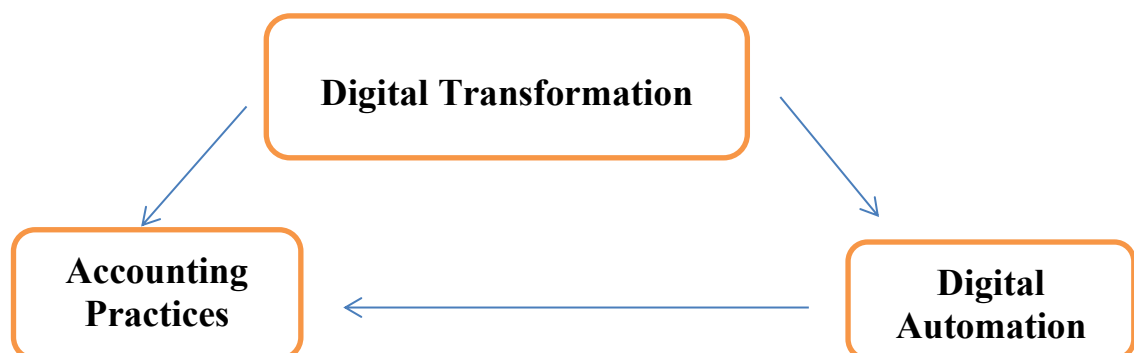 Digital Transformation
Accounting
Practices
Digital
Automation